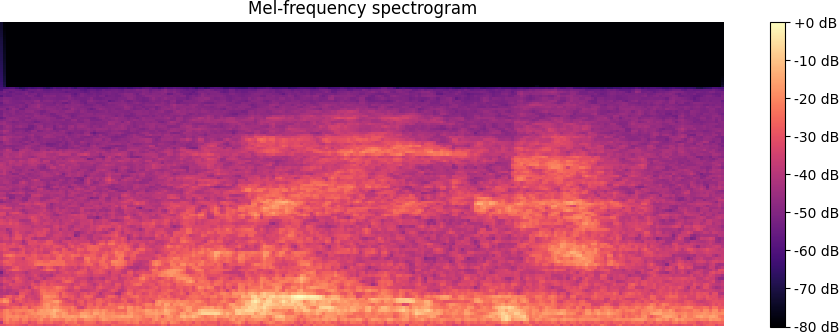 Mel-frequency spectrogram
+0 dB
-10 dB
-20 dB
-30 dB
-40 dB
-50 dB
-60 dB
-70 dB
-80 dB